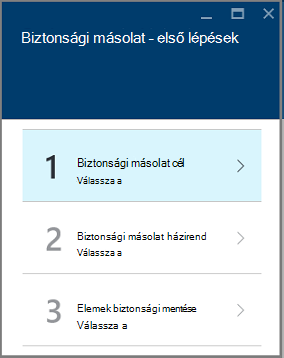 Biztonsági másolat - első lépések
1
Biztonsági másolat cél
Válassza a
2
Biztonsági másolat házirend
Válassza a
3
Elemek biztonsági mentése
Válassza a